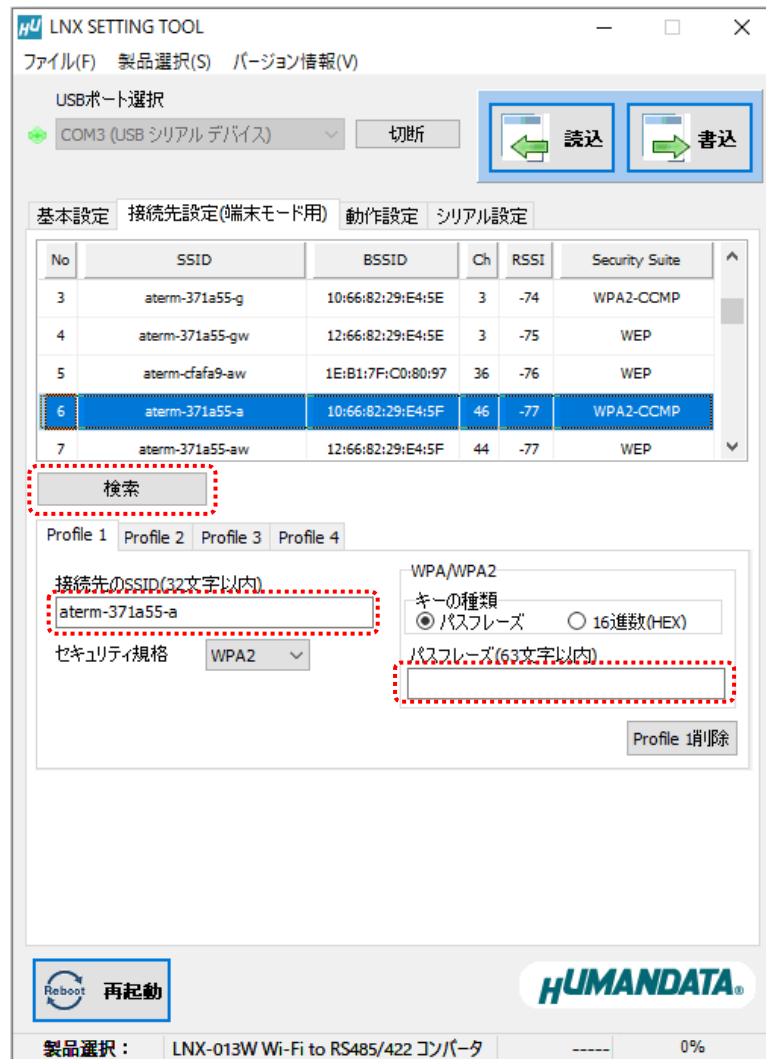 HU LNX SETTING TOOL
ファイル(F) 製品選択(S) バージョン情報(V)
USBポート選択
COM3 (USB シリアル デバイス) 切断 読込 書込
基本設定 接続先設定(端末モード用) 動作設定 シリアル設定
No SSID BSSID Ch RSSI Security Suite
3 aterm-371a55-g 10:66:82:29:E4:5E 3 -74 WPA2-CCMP
4 aterm-371a55-gw 12:66:82:29:E4:5E 3 -75 WEP
5 aterm-cfafa9-aw 1E:B1:7F:C0:80:97 36 -76 WEP
6 aterm-371a55-a 10:66:82:29:E4:5F 46 -77 WPA2-CCMP
7 aterm-371a55-aw 12:66:82:29:E4:5F 44 -77 WEP
検索
Profile 1 Profile 2 Profile 3 Profile 4
接続先のSSID(32文字以内)
aterm-371a55-a
セキュリティ規格 WPA2
WPA/WPA2
キーの種類
パスフレーズ 16進数(HEX)
パスフレーズ(63文字以内)
Profile 1削除
Reboot 再起動
HUMANDATA®
製品選択： LNX-013W Wi-Fi to RS485/422 コンバータ ----- 0%